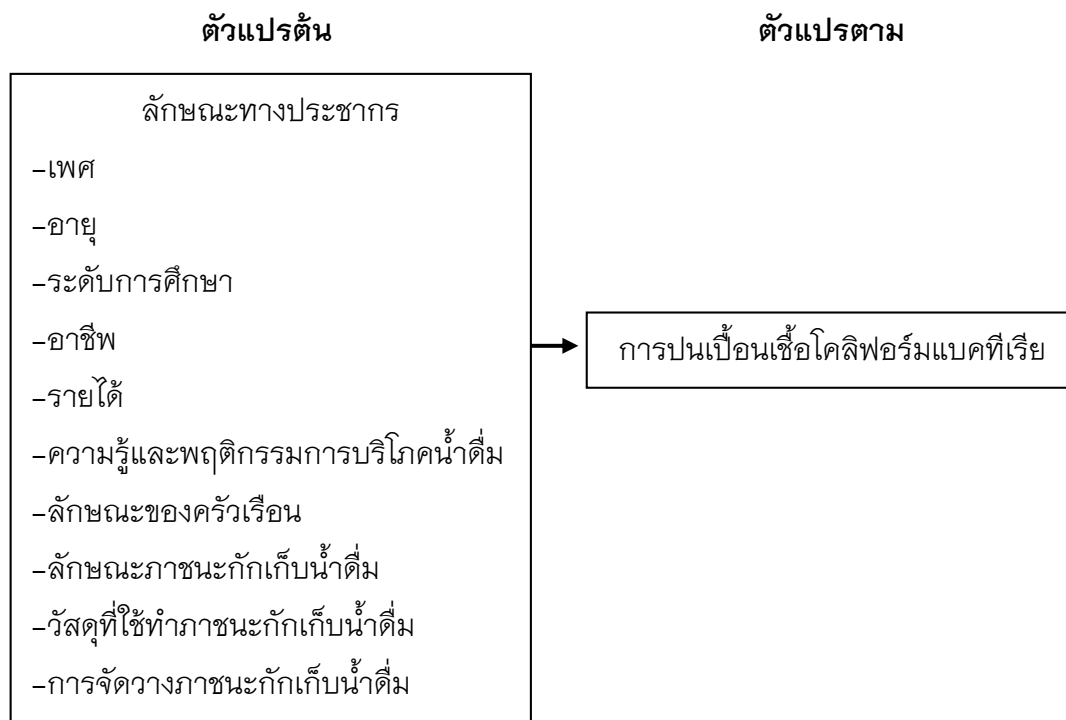 ตัวแปรต้น
ตัวแปรตาม
ลักษณะทางประชากร
-เพศ
-อายุ
-ระดับการศึกษา
-อาชีพ
-รายได้
-ความรู้และพฤติกรรมการบริโภคน้ำดื่ม
-ลักษณะของครัวเรือน
-ลักษณะภาชนะกักเก็บน้ำดื่ม
-วัสดุที่ใช้ทำภาชนะกักเก็บน้ำดื่ม
-การจัดวางภาชนะกักเก็บน้ำดื่ม
การปนเปื้อนเชื้อโคลิฟอร์มแบคทีเรีย